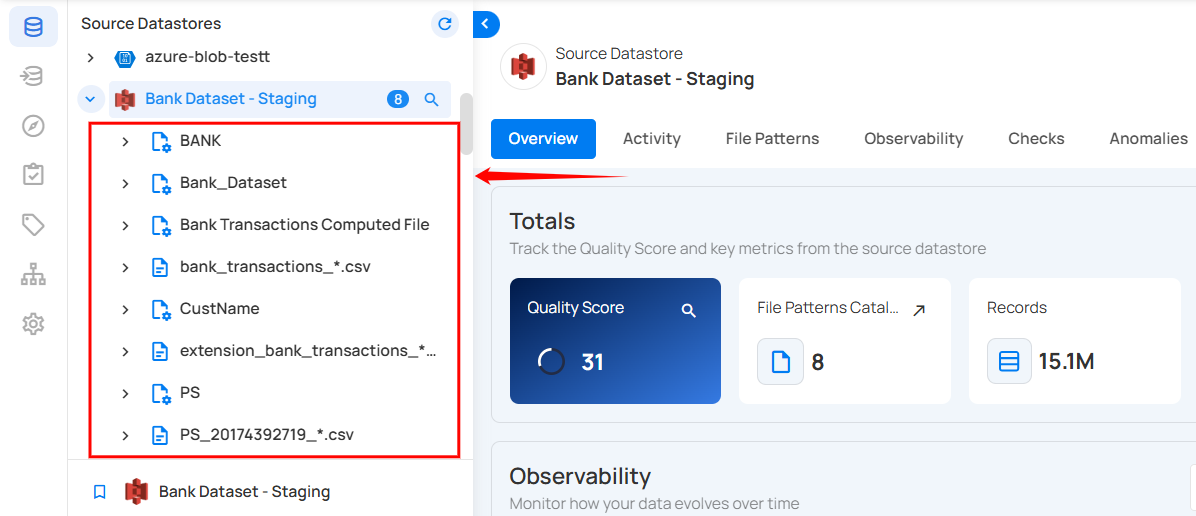 Source Datastores
azure-blob-testt
Bank Dataset - Staging 8
BANK
Bank_Dataset
Bank Transactions Computed File
bank_transactions_*.csv
CustName
extension_bank_transactions_*...
PS
PS_20174392719_*.csv
Bank Dataset - Staging
Source Datastore
Bank Dataset - Staging
Overview Activity File Patterns Observability Checks Anomalies
Totals
Track the Quality Score and key metrics from the source datastore
Quality Score
31
File Patterns Catal...
8
Records
15.1M
Observability
Monitor how your data evolves over time